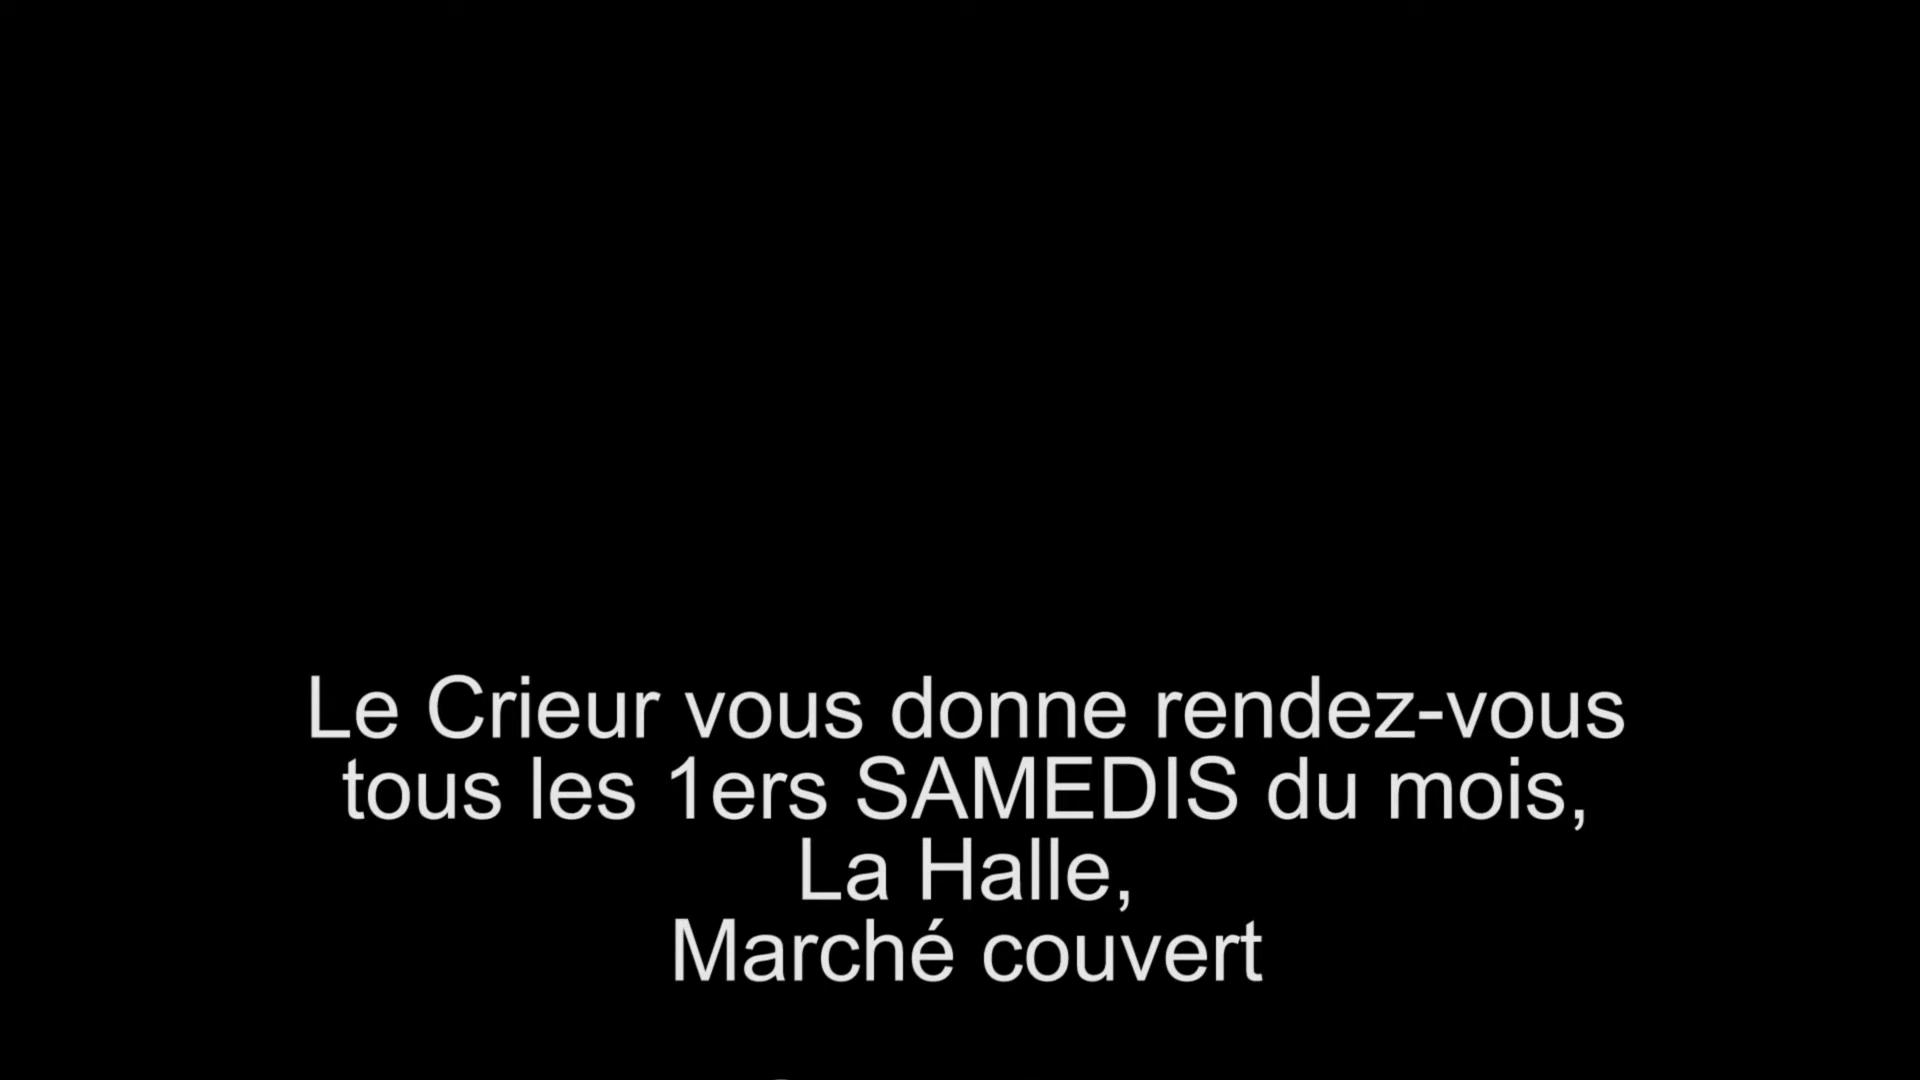 Le Crieur vous donne rendez-vous
tous les 1ers SAMEDIS du mois,
La Halle,
Marché couvert